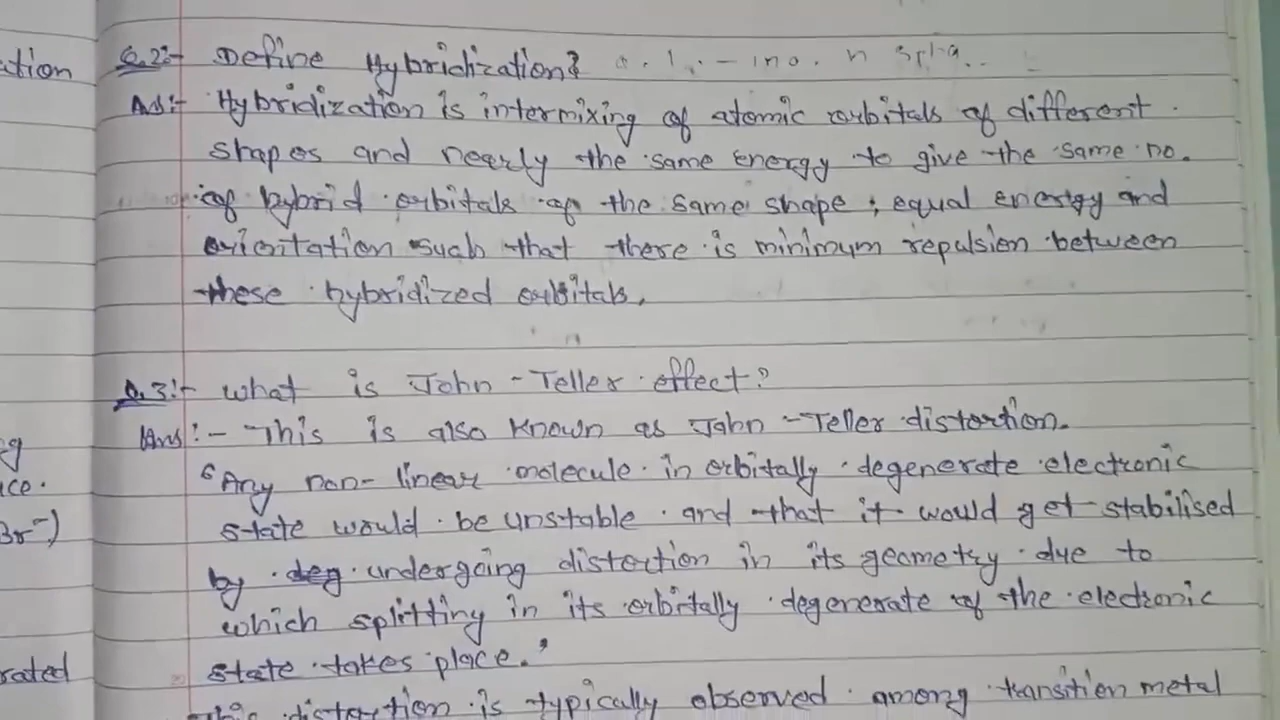 ction
Q.2:- Define Hybridization?
Ans:- Hybridization is intermixing of atomic orbitals of different
shapes and nearly the same energy to give the same no.
of hybrid orbitals of the same shape, equal energy and
orientation such that there is minimum repulsion between
these hybridized orbitals.
Q.3:- What is John-Teller effect?
Ans:- This is also known as Jahn-Teller distortion.
g
'Any non-linear molecule in orbitally degenerate electronic
ice.
state would be unstable and that it would get stabilised
Br⁻)
by deg undergoing distortion in its geometry due to
which splitting in its orbitally degenerate of the electronic
rated
state takes place.'
distortion is typically observed among transition metal